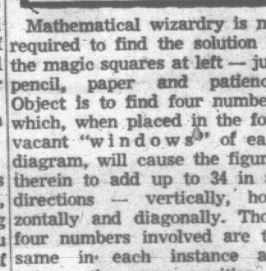 Mathematical wizardry is n
required to find the solution
the magic squares at left — ju
pencil, paper and patienc
Object is to find four numbe
which, when placed in the fo
vacant "windows" of ea
diagram, will cause the figur
therein to add up to 34 in a
directions — vertically, ho
zontally and diagonally. Tho
four numbers involved are t
same in each instance a